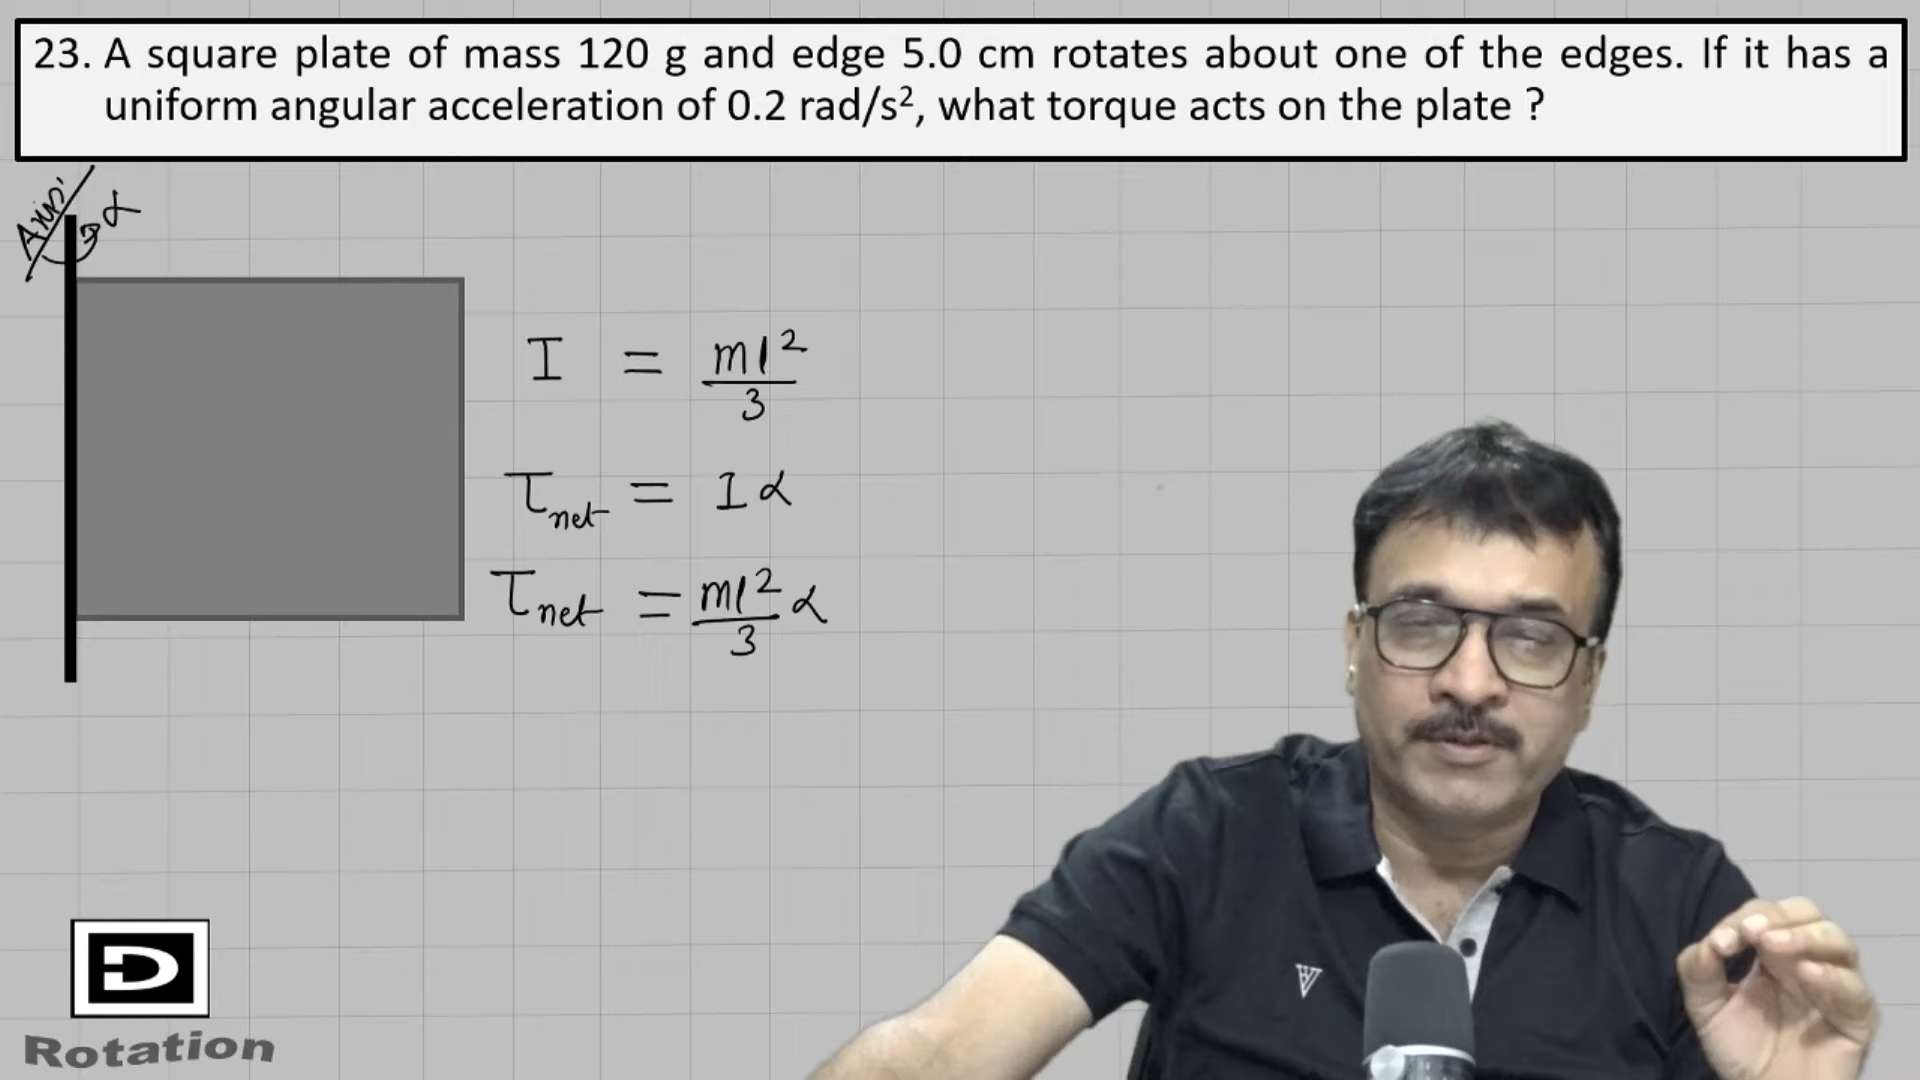 23. A square plate of mass 120 g and edge 5.0 cm rotates about one of the edges. If it has a
uniform angular acceleration of 0.2 rad/s², what torque acts on the plate ?
Axis
α
I = ml²/3
τnet = Iα
τnet = ml²/3 α
D
Rotation